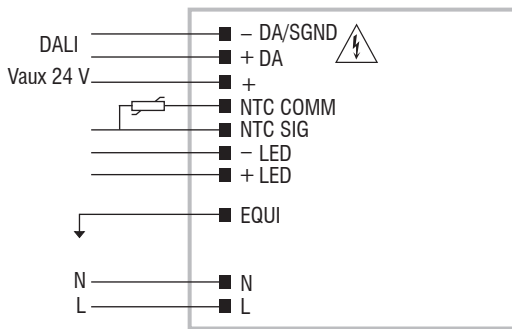 DALI
− DA/SGND
+ DA
Vaux 24 V
+
NTC COMM
NTC SIG
− LED
+ LED
EQUI
N
N
L
L